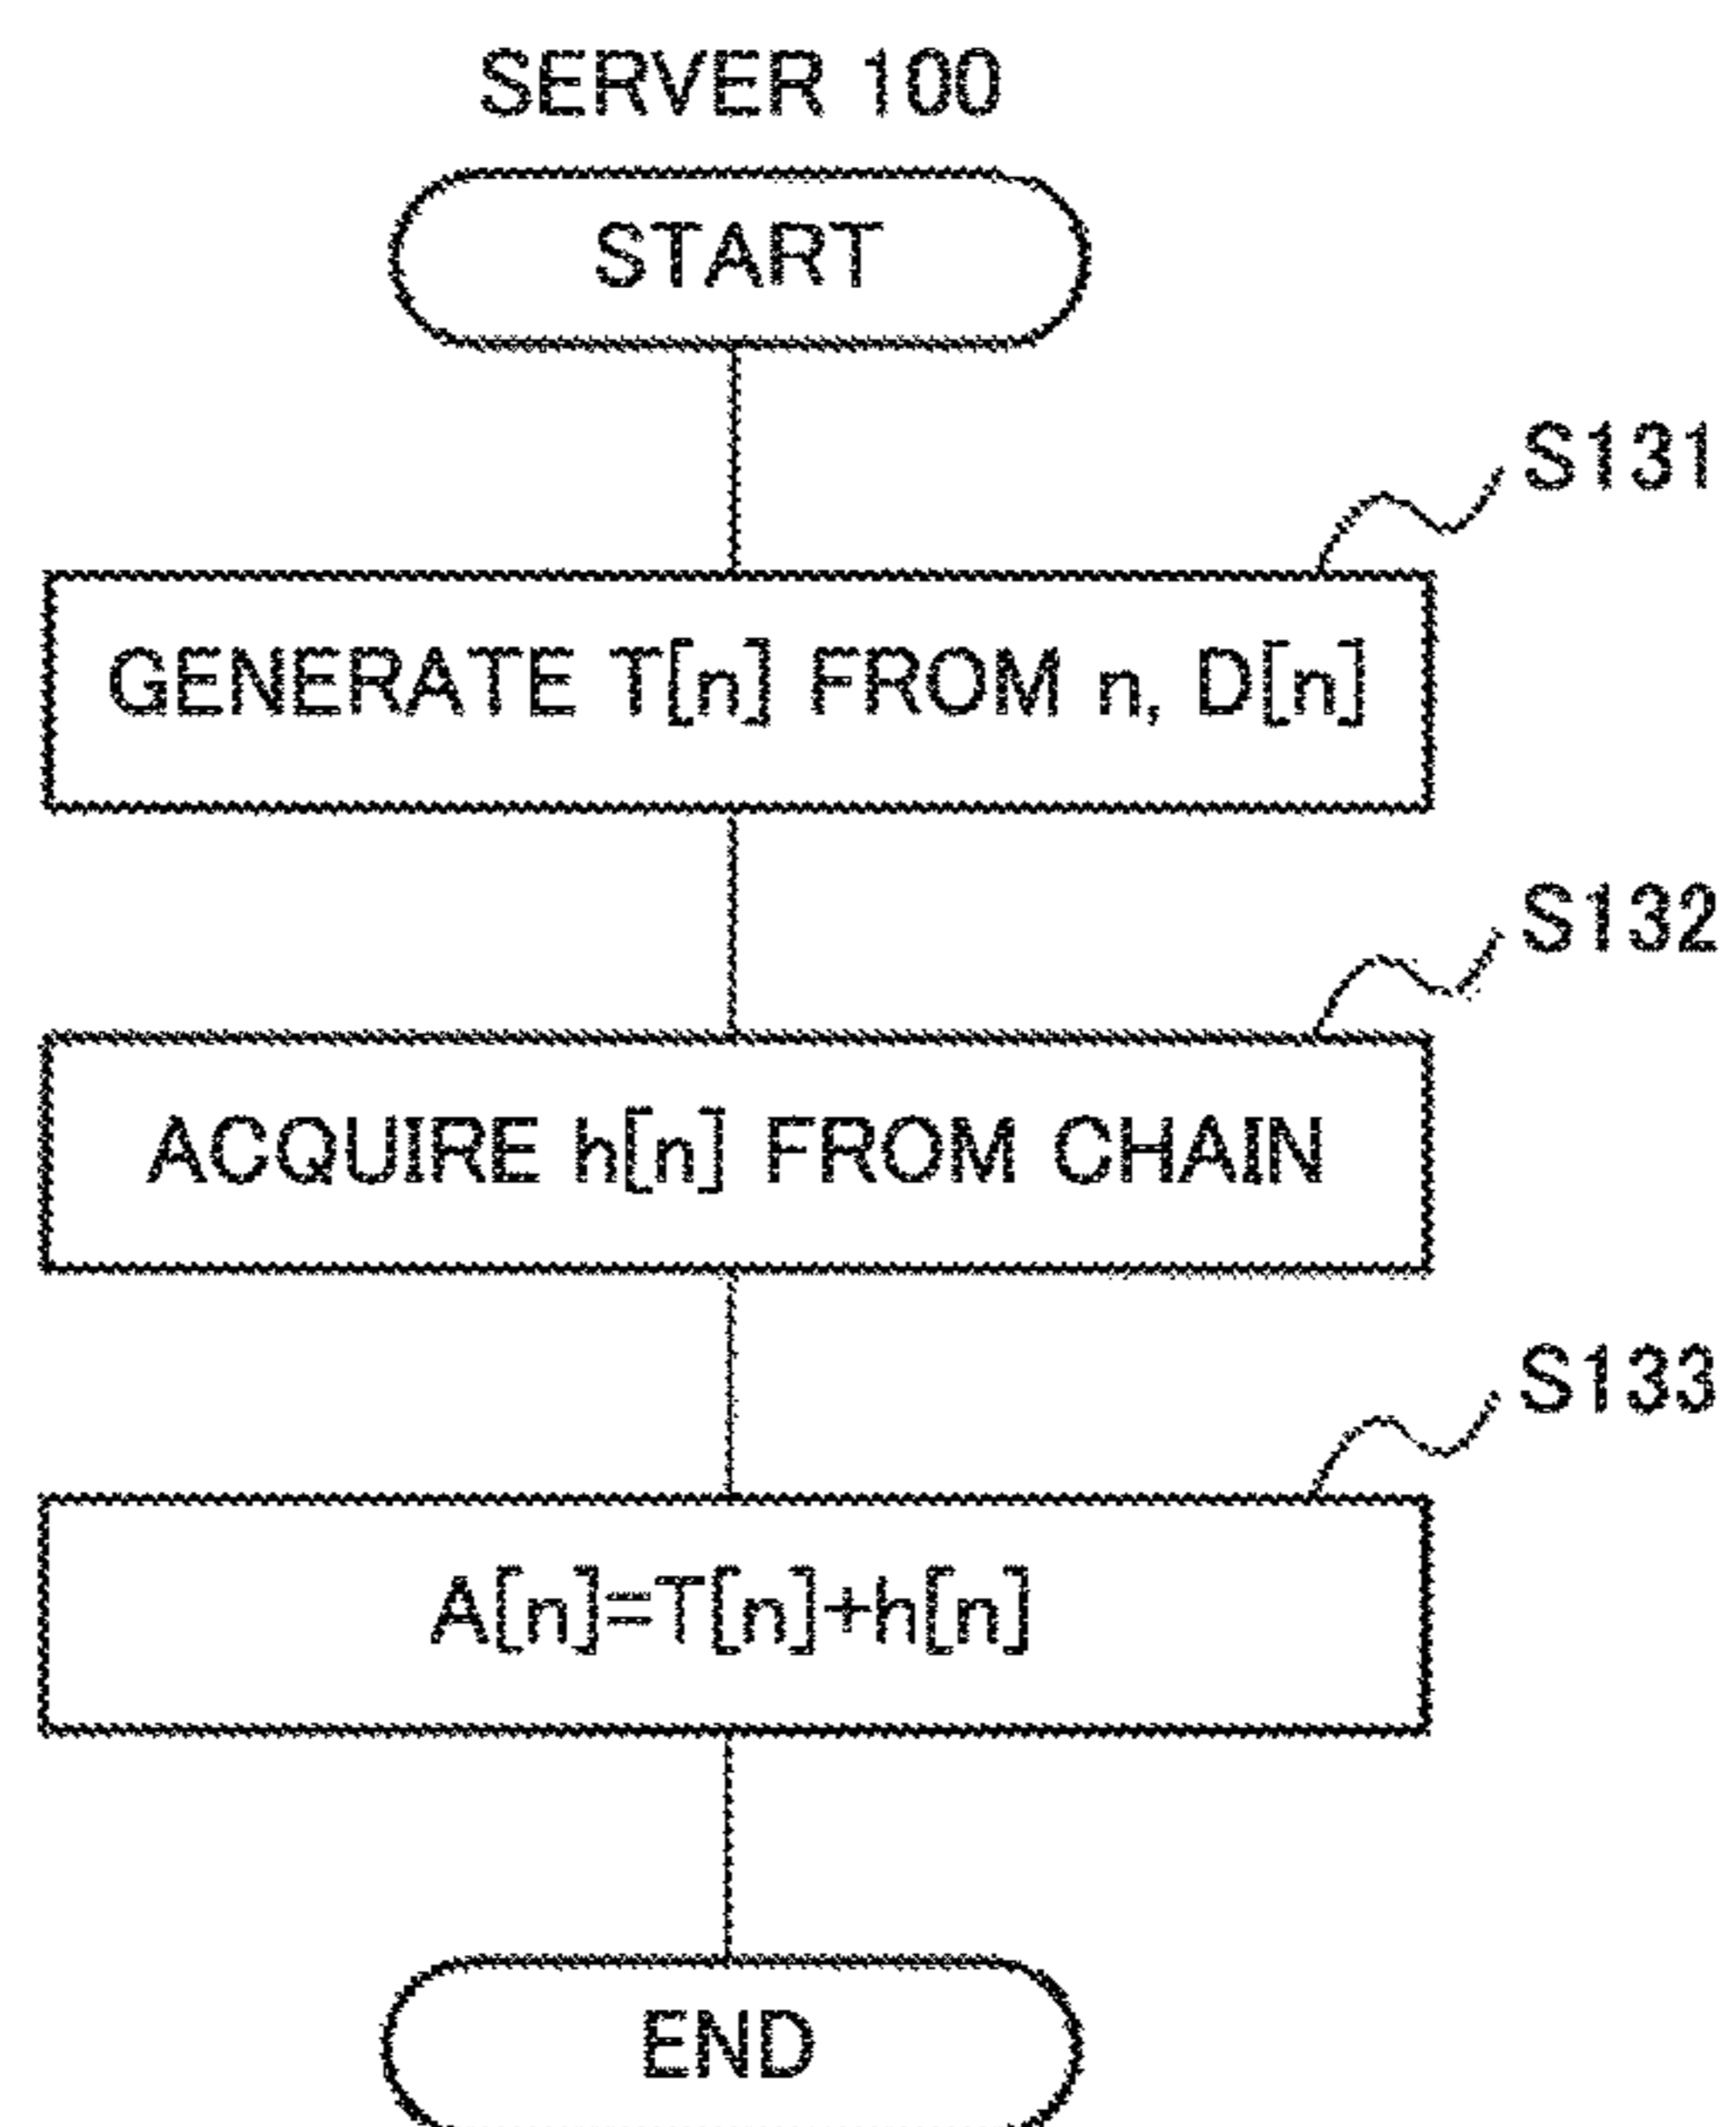 SERVER 100
START
S131
GENERATE T[n] FROM n, D[n]
S132
ACQUIRE h[n] FROM CHAIN
S133
A[n]=T[n]+h[n]
END